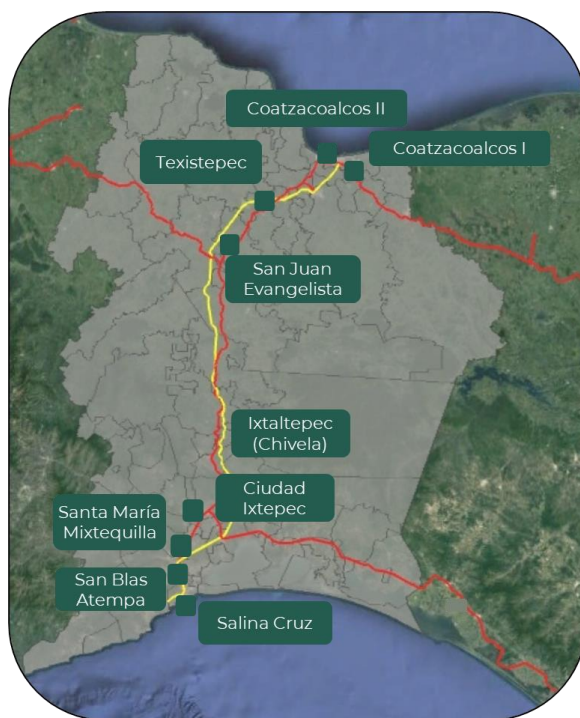 Coatzacoalcos II
Coatzacoalcos I
Texistepec
San Juan
Evangelista
Ixtaltepec
(Chivela)
Ciudad
Ixtepec
Santa María
Mixtequilla
San Blas
Atempa
Salina Cruz